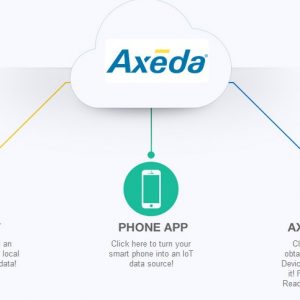 Axēda®
PHONE APP
Click here to turn your
smart phone into an IoT
data source!
an
local
data!
AX
Cl
obta
Devic
it! F
Read